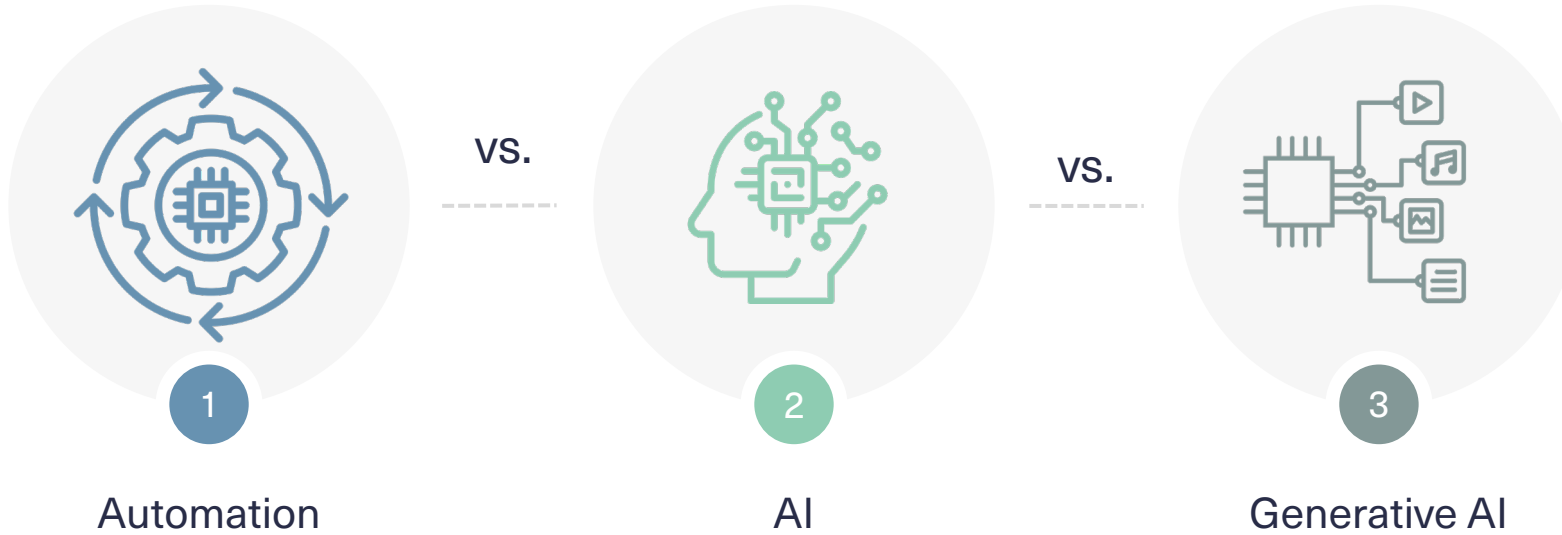 vs.
vs.
1
2
3
Automation
AI
Generative AI